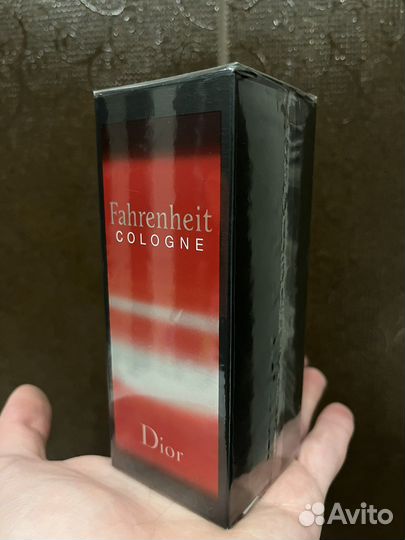 Fahrenheit
COLOGNE
Dior
Avito